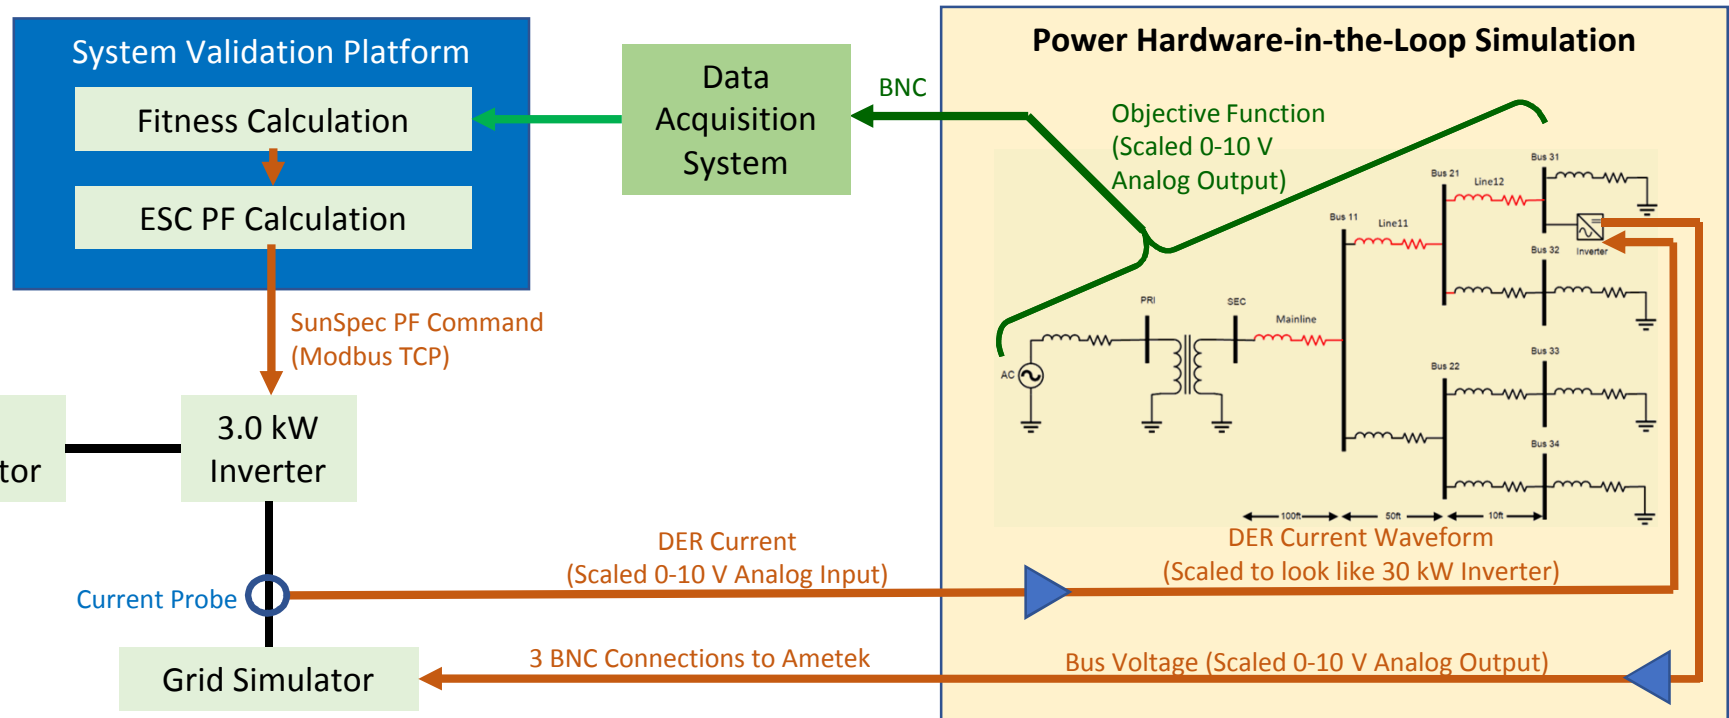 System Validation Platform
Fitness Calculation
ESC PF Calculation
Data
Acquisition
System
BNC
Power Hardware-in-the-Loop Simulation
Objective Function
(Scaled 0-10 V
Analog Output)
Bus 31
Bus 21
Line12
Bus 11
Line11
Inverter
Bus 32
PRI
SEC
Mainline
AC
Bus 33
Bus 22
Bus 34
100ft
50ft
10ft
SunSpec PF Command
(Modbus TCP)
3.0 kW
Inverter
tor
DER Current
(Scaled 0-10 V Analog Input)
DER Current Waveform
(Scaled to look like 30 kW Inverter)
Current Probe
Grid Simulator
3 BNC Connections to Ametek
Bus Voltage (Scaled 0-10 V Analog Output)